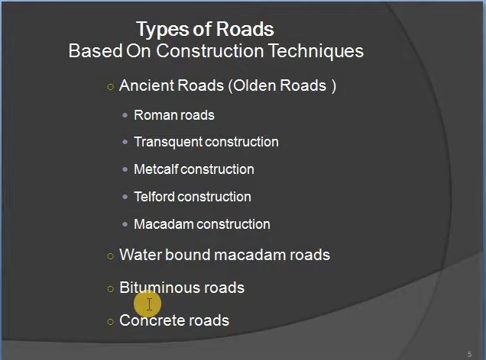 Types of Roads
Based On Construction Techniques
Ancient Roads (Olden Roads )
Roman roads
Transquent construction
Metcalf construction
Telford construction
Macadam construction
Water bound macadam roads
Bituminous roads
Concrete roads
5